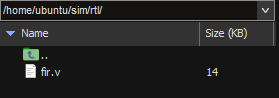 /home/ubuntu/sim/rtl/
Name Size (KB)
..
fir.v 14